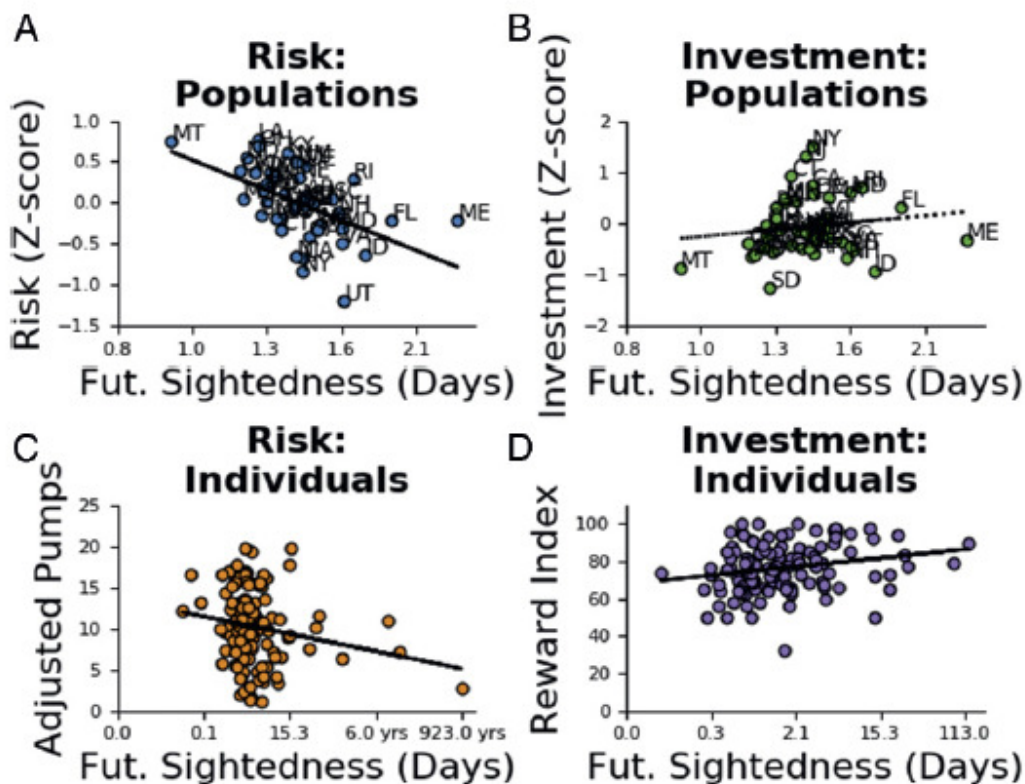 A
B
Risk:
Populations
Investment:
Populations
Risk (Z-score)
1.0
0.5
0.0
−0.5
−1.0
−1.5
MT
LA
RI
FL
ME
ID
NY
UT
0.8 1.0 1.3 1.6 2.1
Fut. Sightedness (Days)
Investment (Z-score)
2
1
0
−1
−2
NY
CA
RI
FL
ME
MT
ID
SD
0.8 1.0 1.3 1.6 2.1
Fut. Sightedness (Days)
C
D
Risk:
Individuals
Investment:
Individuals
Adjusted Pumps
25
20
15
10
5
0
0.0 0.1 15.3 6.0 yrs 923.0 yrs
Fut. Sightedness (Days)
Reward Index
100
80
60
40
20
0
0.0 0.3 2.1 15.3 113.0
Fut. Sightedness (Days)